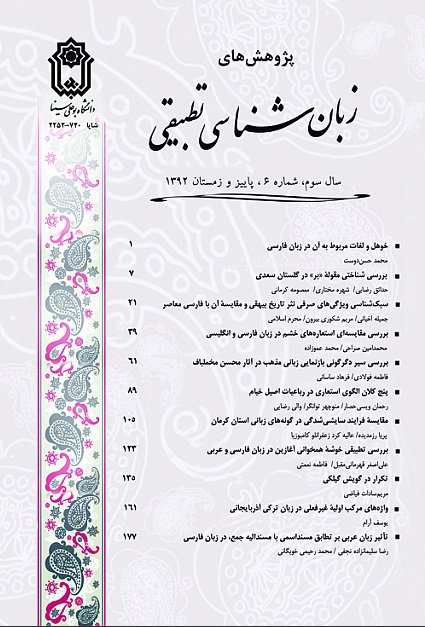 پژوهش‌های
زبان شناسی تطبیقی
دانشگاه بوعلی سینا
شاپا ۷۴۰-۲۲۵۲
سال سوم، شماره ۶، پاییز و زمستان ۱۳۹۲
خوهل و لغات مربوط به آن در زبان فارسی ۱
محمد حسن‌دوست
بررسی شناختی مقولهٔ «بر» در گلستان سعدی ۷
حدائق رضایی/ شهره مختاری/ معصومه کرمانی
سبک‌شناسی ویژگی‌های صرفی نثر تاریخ بیهقی و مقایسهٔ آن با فارسی معاصر ۲۱
جمیله اخیانی/ مریم شکوری بیرون/ محرم اسلامی
بررسی مقایسه‌ای استعاره‌های خشم در زبان فارسی و انگلیسی ۳۹
محمدامین صراحی/ محمد عموزاده
بررسی سیر دگرگونی بازنمایی زبانی مذهب در آثار محسن مخملباف ۶۱
فاطمه فولادی/ فرهاد ساسانی
پنج کلان الگوی استعاری در رباعیات اصیل خیام ۸۹
رحمان ویسی‌حصار/ منوچهر توانگر/ والی رضایی
مقایسهٔ فرایند سایشی‌شدگی در گونه‌های زبانی استان کرمان ۱۰۵
پریا رزمدیده/ عالیه کرد زعفرانلو کامبوزیا
بررسی تطبیقی خوشهٔ همخوانی آغازین در زبان فارسی و عربی ۱۲۳
علی‌اصغر قهرمانی‌مقبل/ فاطمه نعمتی
تکرار در گویش گیلکی ۱۳۵
مریم‌سادات فیاضی
واژه‌های مرکب اولیهٔ غیرفعلی در زبان ترکی آذربایجانی ۱۶۱
یوسف آرام
تأثیر زبان عربی بر تطابق مسنداسمی با مسندالیه جمع، در زبان فارسی ۱۷۷
رضا سلیمانزاده نجفی / محمد رحیمی خویگانی